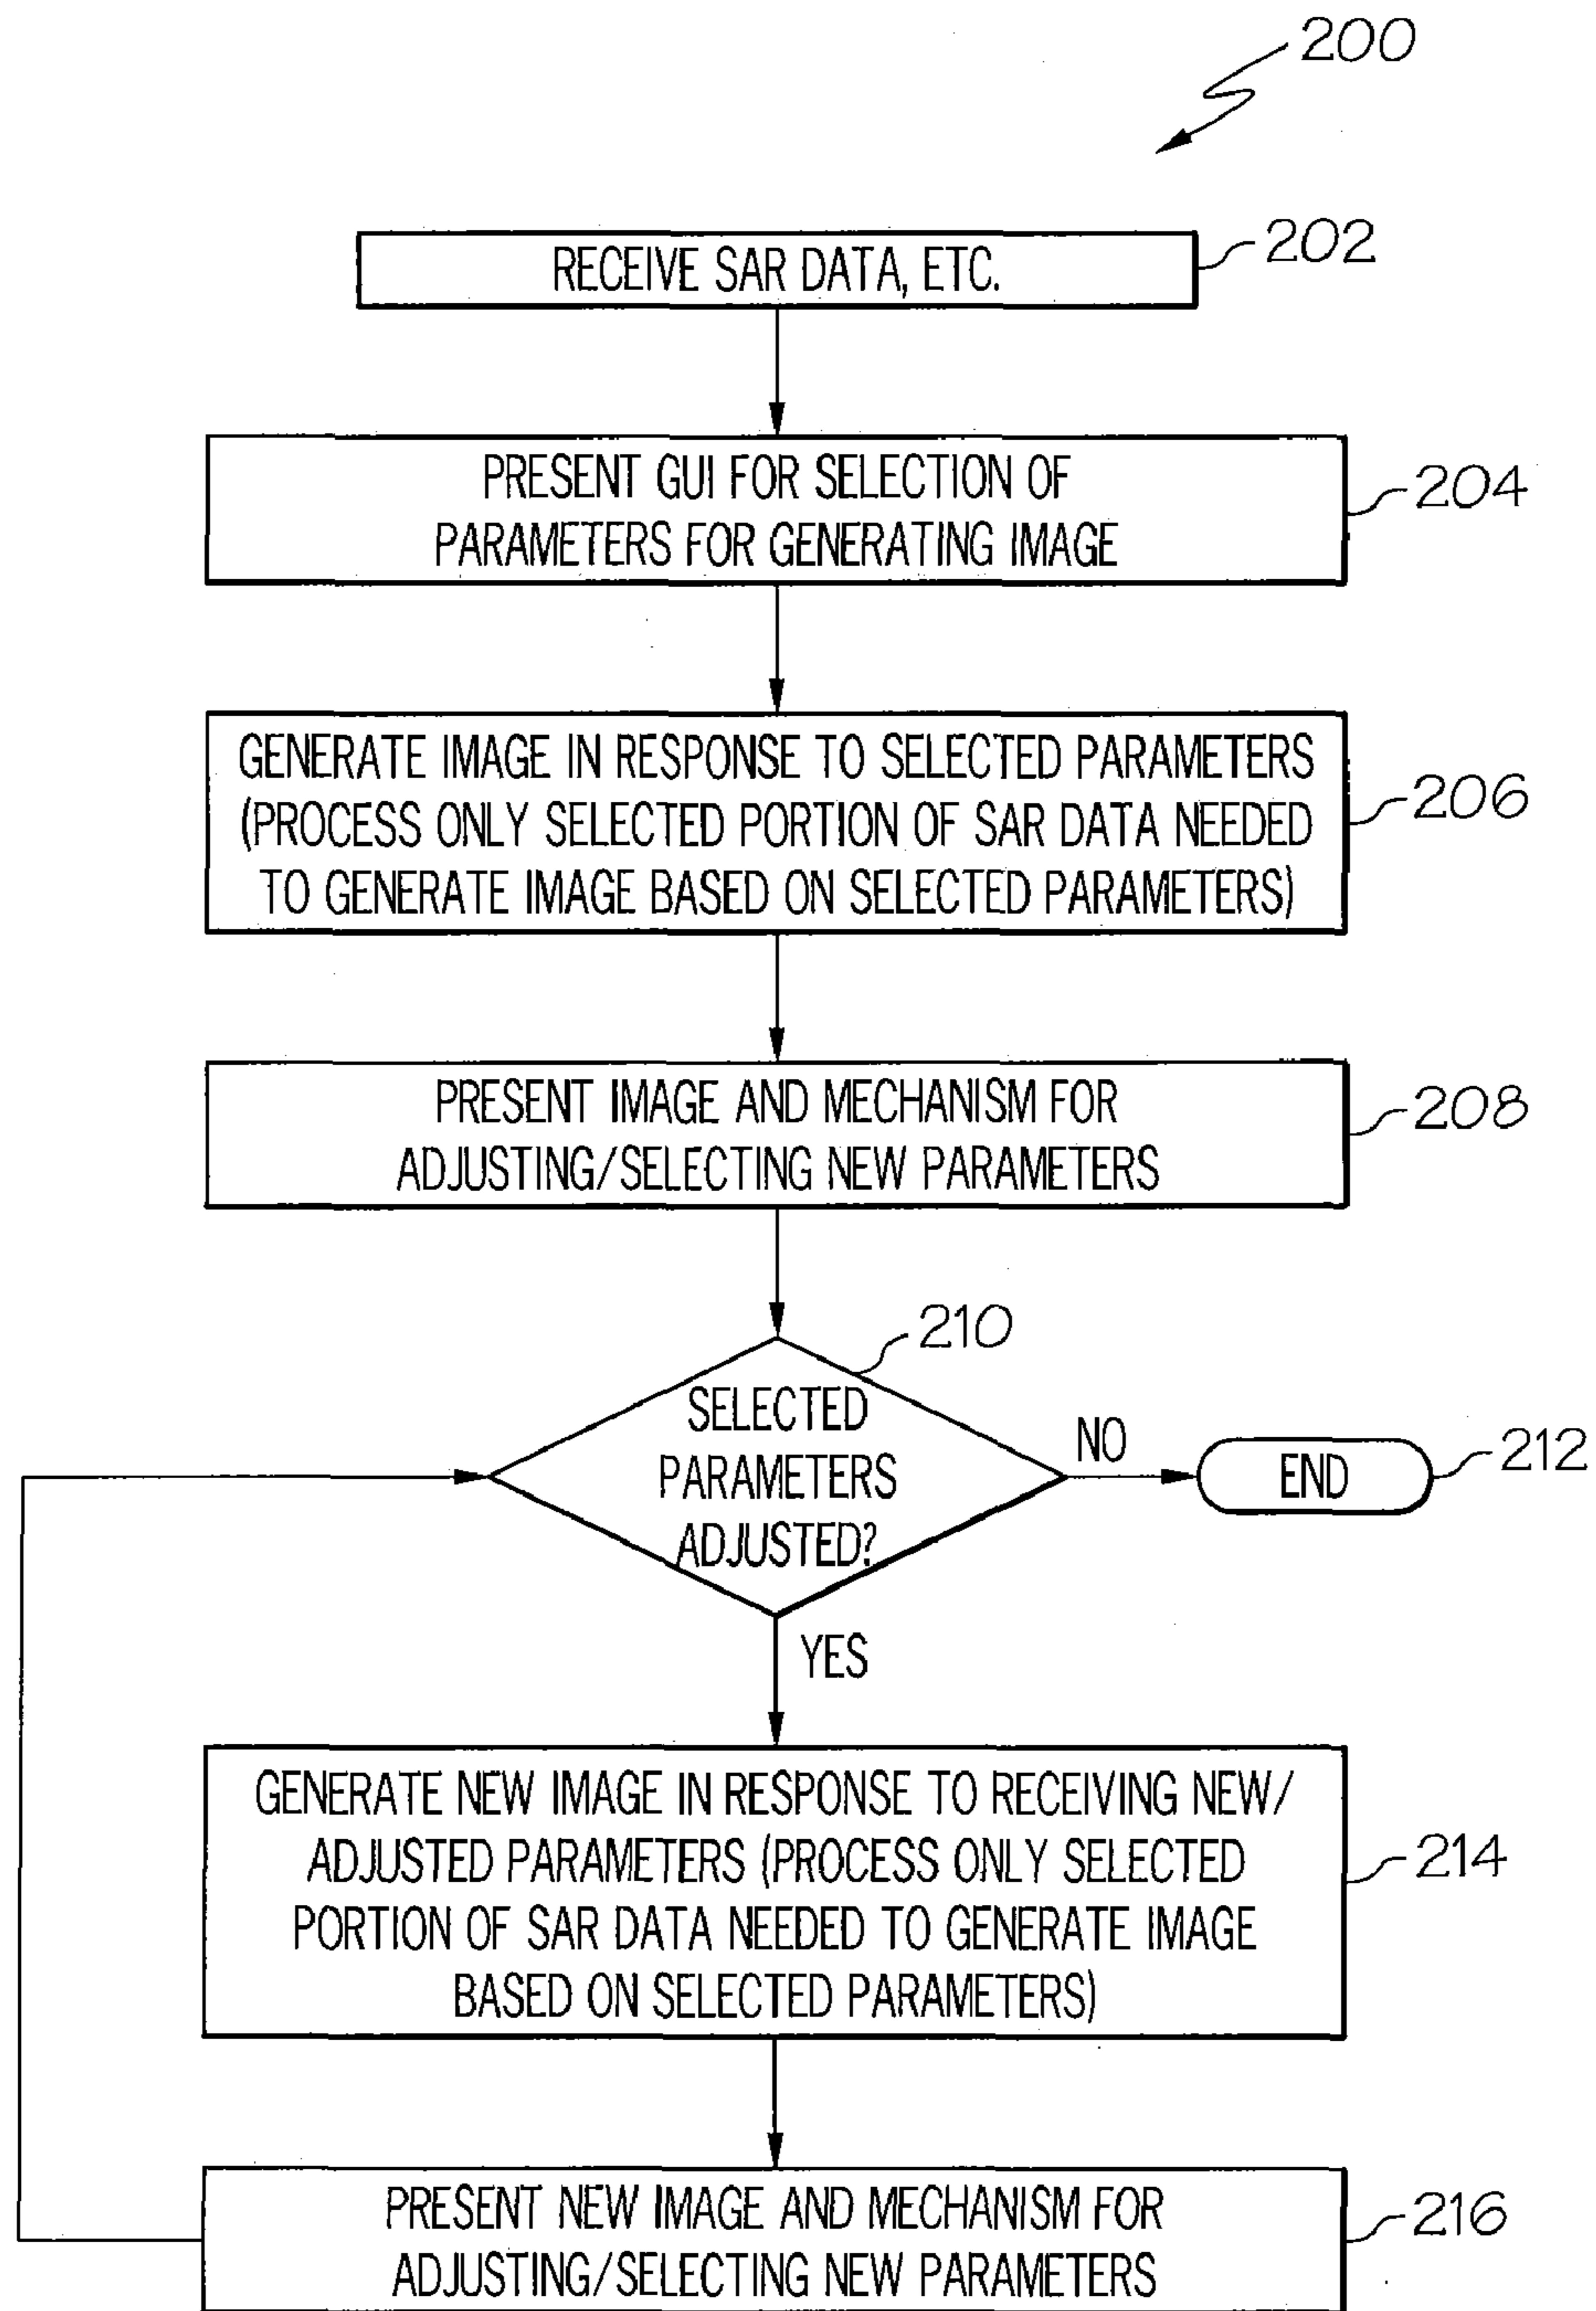 200
RECEIVE SAR DATA, ETC.
202
PRESENT GUI FOR SELECTION OF
PARAMETERS FOR GENERATING IMAGE
204
GENERATE IMAGE IN RESPONSE TO SELECTED PARAMETERS
(PROCESS ONLY SELECTED PORTION OF SAR DATA NEEDED
TO GENERATE IMAGE BASED ON SELECTED PARAMETERS)
206
PRESENT IMAGE AND MECHANISM FOR
ADJUSTING/SELECTING NEW PARAMETERS
208
210
SELECTED
PARAMETERS
ADJUSTED?
NO
END
212
YES
GENERATE NEW IMAGE IN RESPONSE TO RECEIVING NEW/
ADJUSTED PARAMETERS (PROCESS ONLY SELECTED
PORTION OF SAR DATA NEEDED TO GENERATE IMAGE
BASED ON SELECTED PARAMETERS)
214
PRESENT NEW IMAGE AND MECHANISM FOR
ADJUSTING/SELECTING NEW PARAMETERS
216